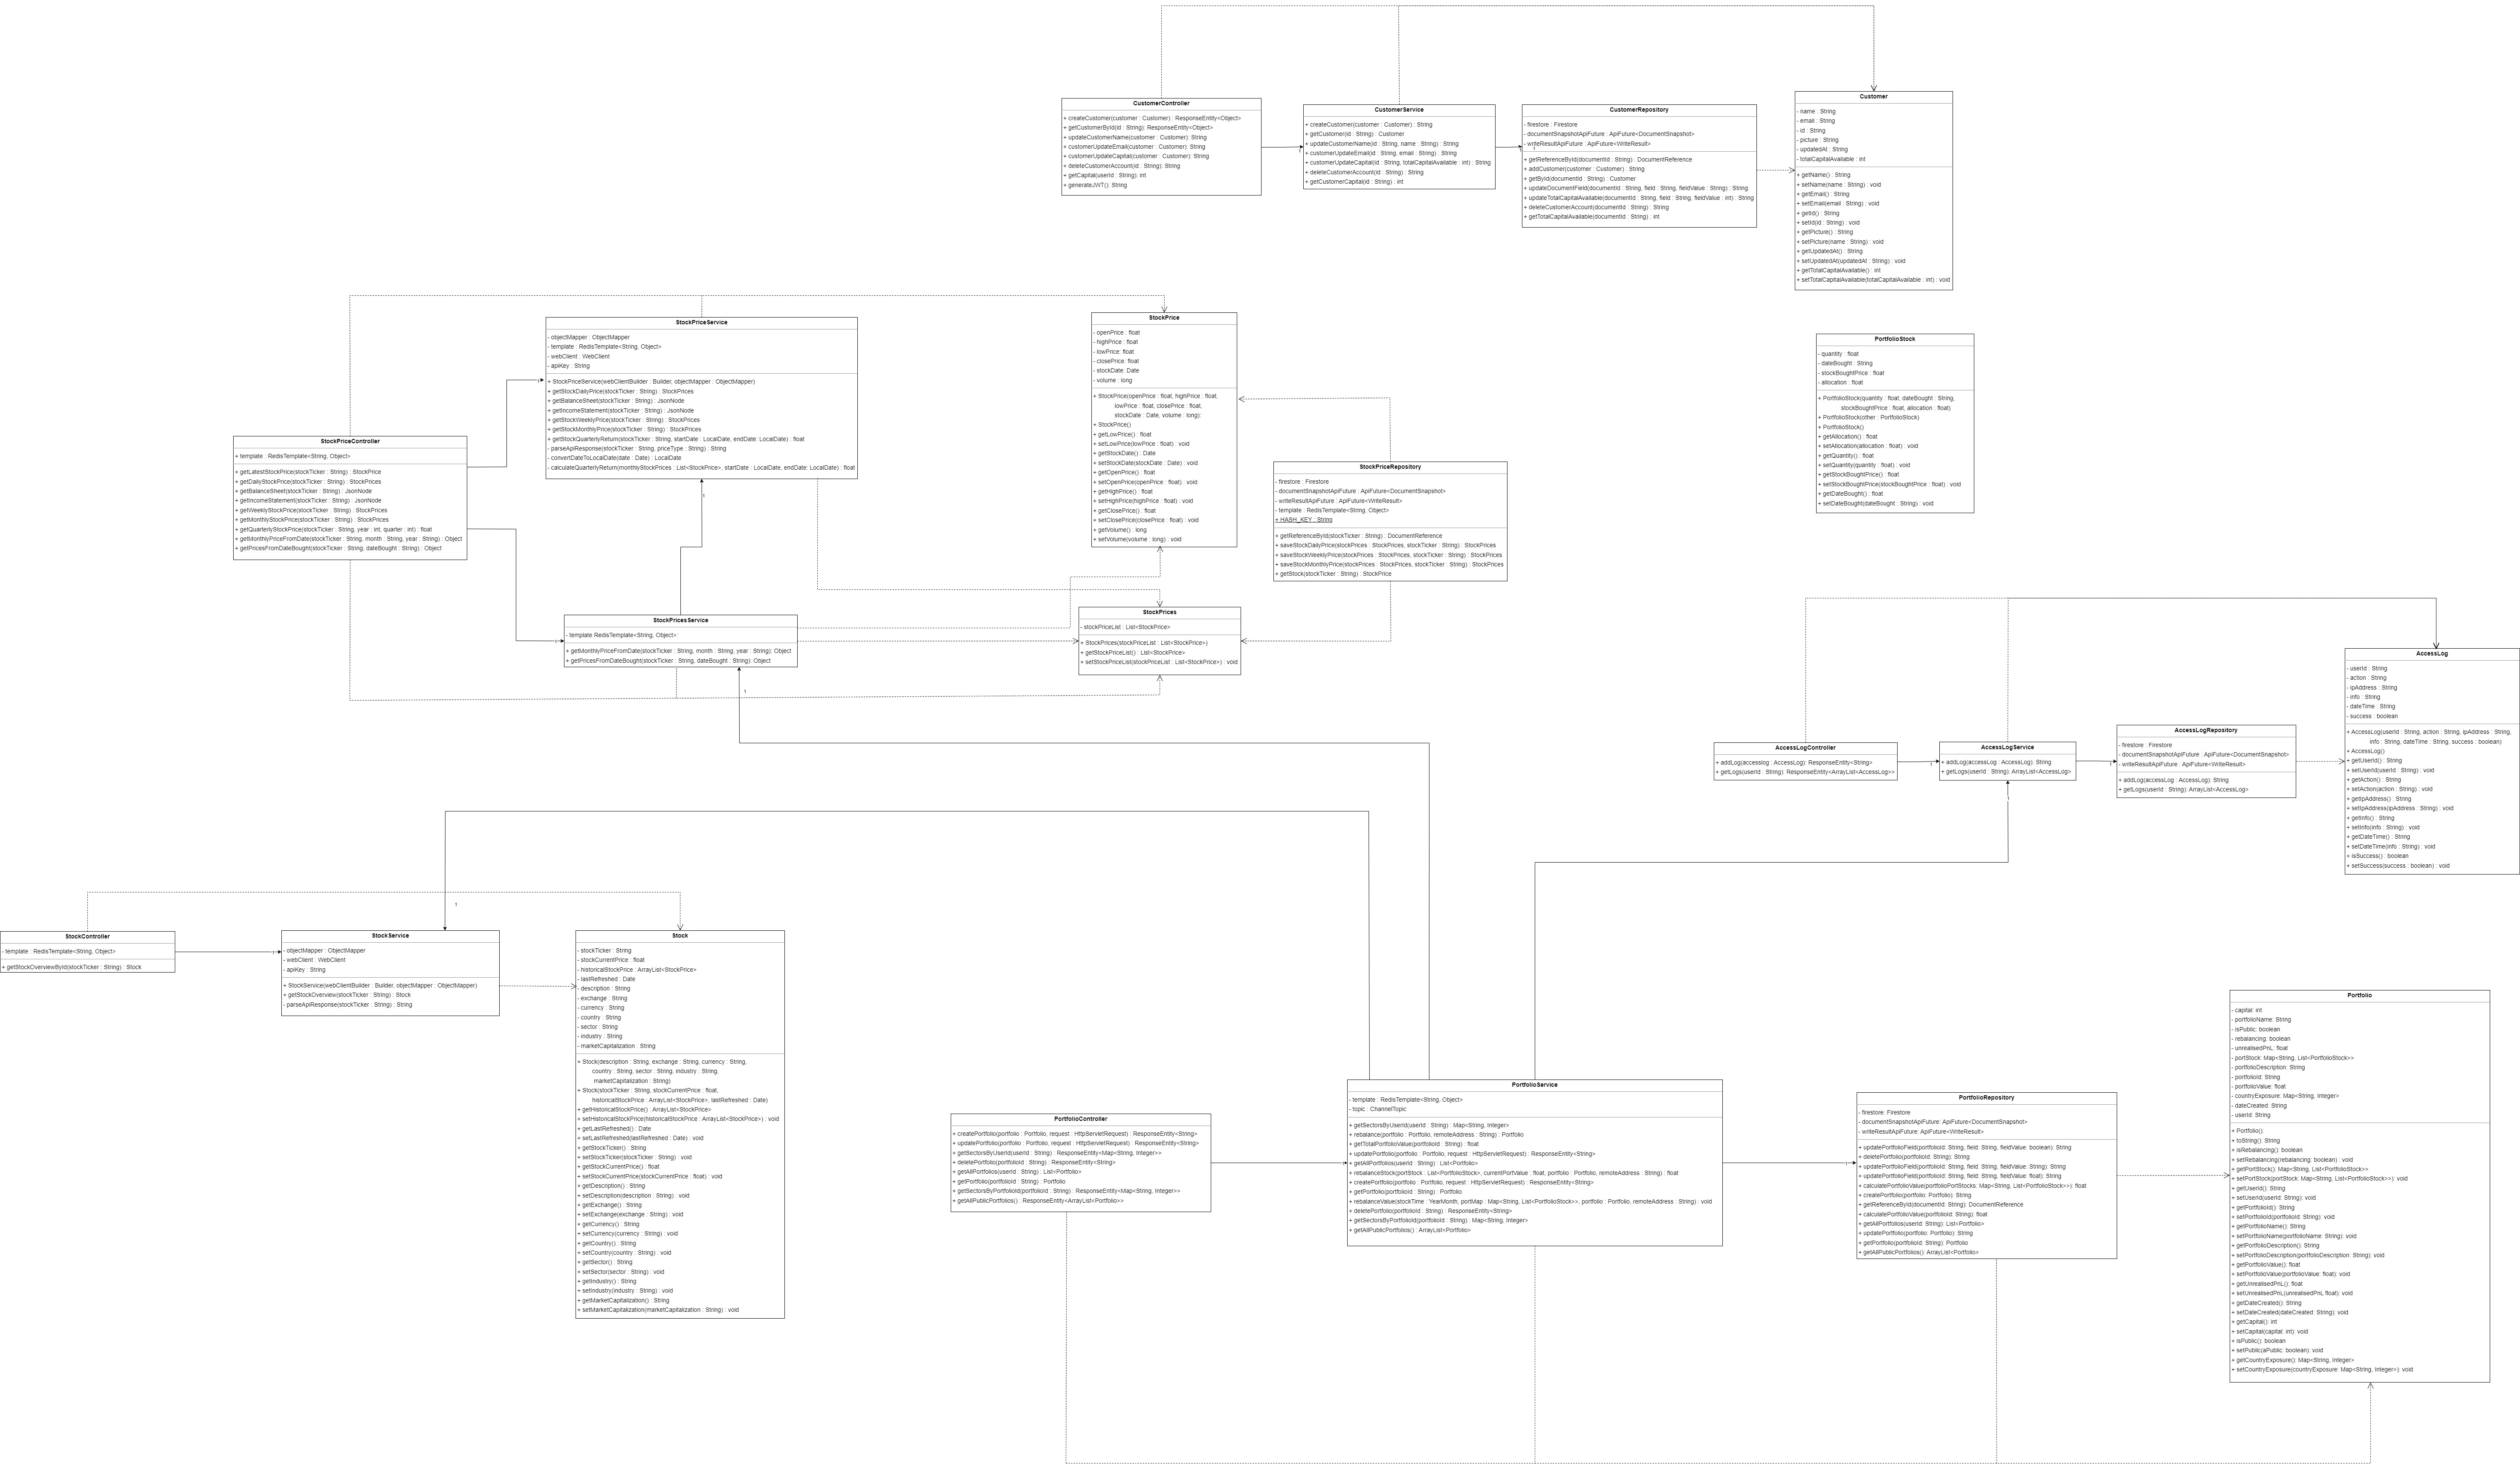 CustomerController
+ createCustomer(customer : Customer) : ResponseEntity<Object>
+ getCustomerById(id : String): ResponseEntity<Object>
+ updateCustomerName(customer : Customer): String
+ customerUpdateEmail(customer : Customer): String
+ customerUpdateCapital(customer : Customer): String
+ deleteCustomerAccount(id : String): String
+ getCapital(userId : String): int
+ generateJWT(): String
1
CustomerService
+ createCustomer(customer : Customer) : String
+ getCustomer(id : String) : Customer
+ updateCustomerName(id : String, name : String) : String
+ customerUpdateEmail(id : String, email : String) : String
+ customerUpdateCapital(id : String, totalCapitalAvailable : int) : String
+ deleteCustomerAccount(id : String) : String
+ getCustomerCapital(id : String) : int
CustomerRepository
- firestore : Firestore
- documentSnapshotApiFuture : ApiFuture<DocumentSnapshot>
- writeResultApiFuture : ApiFuture<WriteResult>
+ getReferenceById(documentId : String) : DocumentReference
+ addCustomer(customer : Customer) : String
+ getById(documentId : String) : Customer
+ updateDocumentField(documentId : String, field : String, fieldValue : String) : String
+ updateTotalCapitalAvailable(documentId : String, field : String, fieldValue : int) : String
+ deleteCustomerAccount(documentId : String) : String
+ getTotalCapitalAvailable(documentId : String) : int
Customer
- name : String
- email : String
- id : String
- picture : String
- updatedAt : String
- totalCapitalAvailable : int
+ getName() : String
+ setName(name : String) : void
+ getEmail() : String
+ setEmail(email : String) : void
+ getId() : String
+ setId(id : String) : void
+ getPicture() : String
+ setPicture(name : String) : void
+ getUpdatedAt() : String
+ setUpdatedAt(updatedAt : String) : void
+ getTotalCapitalAvailable() : int
+ setTotalCapitalAvailable(totalCapitalAvailable : int) : void
StockPriceService
- objectMapper : ObjectMapper
- template : RedisTemplate<String, Object>
- webClient : WebClient
- apiKey : String
+ StockPriceService(webClientBuilder : Builder, objectMapper : ObjectMapper)
+ getStockDailyPrice(stockTicker : String) : StockPrices
+ getBalanceSheet(stockTicker : String) : JsonNode
+ getIncomeStatement(stockTicker : String) : JsonNode
+ getStockWeeklyPrice(stockTicker : String) : StockPrices
+ getStockMonthlyPrice(stockTicker : String) : StockPrices
+ getStockQuarterlyReturn(stockTicker : String, startDate : LocalDate, endDate: LocalDate) : float
- parseApiResponse(stockTicker : String, priceType : String) : String
- convertDateToLocalDate(date : Date) : LocalDate
- calculateQuarterlyReturn(monthlyStockPrices : List<StockPrice>, startDate : LocalDate, endDate: LocalDate) : float
StockPrice
- openPrice : float
- highPrice : float
- lowPrice: float
- closePrice: float
- stockDate: Date
- volume : long
+ StockPrice(openPrice : float, highPrice : float,
lowPrice : float, closePrice : float,
stockDate : Date, volume : long):
+ StockPrice()
+ getLowPrice() : float
+ setLowPrice(lowPrice : float) : void
+ getStockDate() : Date
+ setStockDate(stockDate : Date) : void
+ getOpenPrice() : float
+ setOpenPrice(openPrice : float) : void
+ getHighPrice() : float
+ setHighPrice(highPrice : float) : void
+ getClosePrice() : float
+ setClosePrice(closePrice : float) : void
+ getVolume() : long
+ setVolume(volume : long) : void
PortfolioStock
- quantity : float
- dateBought : String
- stockBoughtPrice : float
- allocation : float
+ PortfolioStock(quantity : float, dateBought : String,
stockBoughtPrice : float, allocation : float)
+ PortfolioStock(other : PortfolioStock)
+ PortfolioStock()
+ getAllocation() : float
+ setAllocation(allocation : float) : void
+ getQuantity() : float
+ setQuantity(quantity : float) : void
+ getStockBoughtPrice() : float
+ setStockBoughtPrice(stockBoughtPrice : float) : void
+ getDateBought() : float
+ setDateBought(dateBought : String) : void
StockPriceController
+ template : RedisTemplate<String, Object>
+ getLatestStockPrice(stockTicker : String) : StockPrice
+ getDailyStockPrice(stockTicker : String) : StockPrices
+ getBalanceSheet(stockTicker : String) : JsonNode
+ getIncomeStatement(stockTicker : String) : JsonNode
+ getWeeklyStockPrice(stockTicker : String) : StockPrices
+ getMonthlyStockPrice(stockTicker : String) : StockPrices
+ getQuarterlyStockPrice(stockTicker : String, year : int, quarter : int) : float
+ getMonthlyPriceFromDate(stockTicker : String, month : String, year : String) : Object
+ getPricesFromDateBought(stockTicker : String, dateBought : String) : Object
1
StockPriceRepository
- firestore : Firestore
- documentSnapshotApiFuture : ApiFuture<DocumentSnapshot>
- writeResultApiFuture : ApiFuture<WriteResult>
- template : RedisTemplate<String, Object>
+ HASH_KEY : String
+ getReferenceById(stockTicker : String) : DocumentReference
+ saveStockDailyPrice(stockPrices : StockPrices, stockTicker : String) : StockPrices
+ saveStockWeeklyPrice(stockPrices : StockPrices, stockTicker : String) : StockPrices
+ saveStockMonthlyPrice(stockPrices : StockPrices, stockTicker : String) : StockPrices
+ getStock(stockTicker : String) : StockPrice
StockPricesService
- template RedisTemplate<String, Object>:
+ getMonthlyPriceFromDate(stockTicker : String, month : String, year : String): Object
+ getPricesFromDateBought(stockTicker : String, dateBought : String): Object
1
StockPrices
- stockPriceList : List<StockPrice>
+ StockPrices(stockPriceList : List<StockPrice>)
+ getStockPriceList() : List<StockPrice>
+ setStockPriceList(stockPriceList : List<StockPrice>) : void
AccessLog
- userId : String
- action : String
- ipAddress : String
- info : String
- dateTime : String
- success : boolean
+ AccessLog(userId : String, action : String, ipAddress : String,
info : String, dateTime : String, success : boolean)
+ AccessLog()
+ getUserId() : String
+ setUserId(userId : String) : void
+ getAction() : String
+ setAction(action : String) : void
+ getIpAddress() : String
+ setIpAddress(ipAddress : String) : void
+ getInfo() : String
+ setInfo(info : String) : void
+ getDateTime() : String
+ setDateTime(info : String) : void
+ isSuccess() : boolean
+ setSuccess(success : boolean) : void
AccessLogController
+ addLog(accesslog : AccessLog): ResponseEntity<String>
+ getLogs(userId : String): ResponseEntity<ArrayList<AccessLog>>
1
AccessLogService
+ addLog(accessLog : AccessLog): String
+ getLogs(userId : String): ArrayList<AccessLog>
1
AccessLogRepository
- firestore : Firestore
- documentSnapshotApiFuture : ApiFuture<DocumentSnapshot>
- writeResultApiFuture : ApiFuture<WriteResult>
+ addLog(accessLog : AccessLog): String
+ getLogs(userId : String): ArrayList<AccessLog>
1
StockController
- template : RedisTemplate<String, Object>
+ getStockOverviewById(stockTicker : String) : Stock
StockService
- objectMapper : ObjectMapper
- webClient : WebClient
- apiKey : String
+ StockService(webClientBuilder : Builder, objectMapper : ObjectMapper)
+ getStockOverview(stockTicker : String) : Stock
- parseApiResponse(stockTicker : String) : String
Stock
- stockTicker : String
- stockCurrentPrice : float
- historicalStockPrice : ArrayList<StockPrice>
- lastRefreshed : Date
- description : String
- exchange : String
- currency : String
- country : String
- sector : String
- industry : String
- marketCapitalization : String
+ Stock(description : String, exchange : String, currency : String,
country : String, sector : String, industry : String,
marketCapitalization : String)
+ Stock(stockTicker : String, stockCurrentPrice : float,
historicalStockPrice : ArrayList<StockPrice>, lastRefreshed : Date)
+ getHistoricalStockPrice() : ArrayList<StockPrice>
+ setHistoricalStockPrice(historicalStockPrice : ArrayList<StockPrice>) : void
+ getLastRefreshed() : Date
+ setLastRefreshed(lastRefreshed : Date) : void
+ getStockTicker() : String
+ setStockTicker(stockTicker : String) : void
+ getStockCurrentPrice() : float
+ setStockCurrentPrice(stockCurrentPrice : float) : void
+ getDescription() : String
+ setDescription(description : String) : void
+ getExchange() : String
+ setExchange(exchange : String) : void
+ getCurrency() : String
+ setCurrency(currency : String) : void
+ getCountry() : String
+ setCountry(country : String) : void
+ getSector() : String
+ setSector(sector : String) : void
+ getIndustry : String
+ setIndustry(industry : String) : void
+ getMarketCapitalization() : String
+ setMarketCapitalization(marketCapitalization : String) : void
PortfolioController
+ createPortfolio(portfolio : Portfolio, request : HttpServletRequest) : ResponseEntity<String>
+ updatePortfolio(portfolio : Portfolio, request : HttpServletRequest) : ResponseEntity<String>
+ getSectorsByUserId(userId : String) : ResponseEntity<Map<String, Integer>>
+ deletePortfolio(portfolioId : String) : ResponseEntity<String>
+ getAllPortfolios(userId : String) : List<Portfolio>
+ getPortfolio(portfolioId : String) : Portfolio
+ getSectorsByPortfolioId(portfolioId : String) : ResponseEntity<Map<String, Integer>>
+ getAllPublicPortfolios() : ResponseEntity<ArrayList<Portfolio>>
PortfolioService
- template : RedisTemplate<String, Object>
- topic : ChannelTopic
+ getSectorsByUserId(userId : String) : Map<String, Integer>
+ rebalance(portfolio : Portfolio, remoteAddress : String) : Portfolio
+ getTotalPortfolioValue(portfolioId : String) : float
+ updatePortfolio(portfolio : Portfolio, request : HttpServletRequest) : ResponseEntity<String>
+ getAllPortfolios(userId : String) : List<Portfolio>
+ rebalanceStock(portStock : List<PortfolioStock>, currentPortValue : float, portfolio : Portfolio, remoteAddress : String) : float
+ createPortfolio(portfolio : Portfolio, request : HttpServletRequest) : ResponseEntity<String>
+ getPortfolio(portfolioId : String) : Portfolio
+ rebalanceValue(stockTime : YearMonth, portMap : Map<String, List<PortfolioStock>>, portfolio : Portfolio, remoteAddress : String) : void
+ deletePortfolio(portfolioId : String) : ResponseEntity<String>
+ getSectorsByPortfolioId(portfolioId : String) : Map<String, Integer>
+ getAllPublicPortfolios() : ArrayList<Portfolio>
PortfolioRepository
- firestore: Firestore
- documentSnapshotApiFuture: ApiFuture<DocumentSnapshot>
- writeResultApiFuture: ApiFuture<WriteResult>
+ updatePortfolioField(portfolioId: String, field: String, fieldValue: boolean): String
+ deletePortfolio(portfolioId: String): String
+ updatePortfolioField(portfolioId: String, field: String, fieldValue: String): String
+ updatePortfolioField(portfolioId: String, field: String, fieldValue: float): String
+ calculatePortfolioValue(portfolioPortStocks: Map<String, List<PortfolioStock>>): float
+ createPortfolio(portfolio: Portfolio): String
+ getReferenceById(documentId: String): DocumentReference
+ calculatePortfolioValue(portfolioId: String): float
+ getAllPortfolios(userId: String): List<Portfolio>
+ updatePortfolio(portfolio: Portfolio): String
+ getPortfolio(portfolioId: String): Portfolio
+ getAllPublicPortfolios(): ArrayList<Portfolio>
Portfolio
- capital: int
- portfolioName: String
- isPublic: boolean
- rebalancing: boolean
- unrealisedPnL: float
- portStock: Map<String, List<PortfolioStock>>
- portfolioDescription: String
- portfolioId: String
- portfolioValue: float
- countryExposure: Map<String, Integer>
- dateCreated: String
- userId: String
+ Portfolio():
+ toString(): String
+ isRebalancing(): boolean
+ setRebalancing(rebalancing: boolean) : void
+ getPortStock(): Map<String, List<PortfolioStock>>
+ setPortStock(portStock: Map<String, List<PortfolioStock>>): void
+ getUserId(): String
+ setUserId(userId: String): void
+ getPortfolioId(): String
+ setPortfolioId(portfolioId: String): void
+ getPortfolioName(): String
+ setPortfolioName(portfolioName: String): void
+ getPortfolioDescription(): String
+ setPortfolioDescription(portfolioDescription: String): void
+ getPortfolioValue(): float
+ setPortfolioValue(portfolioValue: float): void
+ getUnrealisedPnL(): float
+ setUnrealisedPnL(unrealisedPnL float): void
+ getDateCreated(): String
+ setDateCreated(dateCreated: String): void
+ getCapital(): int
+ setCapital(capital: int): void
+ isPublic(): boolean
+ setPublic(aPublic: boolean): void
+ getCountryExposure(): Map<String, Integer>
+ setCountryExposure(countryExposure: Map<String, Integer>): void